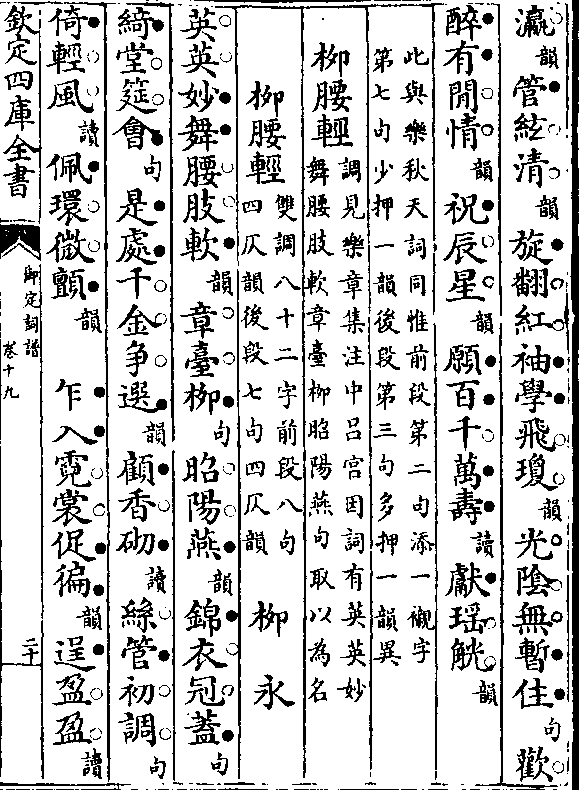 瀛韻管絃清韻旋翻紅袖學飛瓊韻光陰無暫住句歡
醉有閒情韻祝辰星韻願百千萬壽讀獻瑶觥韻
此與樂秋天詞同惟前段第二句添一襯字
第七句少押一韻後段第三句多押一韻異
柳腰輕調見樂章集注中呂宫因詞有英英妙
舞腰肢軟章臺柳昭陽燕句取以為名
柳腰輕雙調八十二字前段八句
四仄韻後段七句四仄韻 柳永
英英妙舞腰肢軟韻章臺柳句昭陽燕韻錦衣冠蓋句
綺堂筵會句是處千金争選韻顧香砌讀絲管初調句
倚輕風讀佩環微顫韻 乍入霓裳促徧韻逞盈盈讀
欽定四庫全書
御定詞譜
卷十九
二十